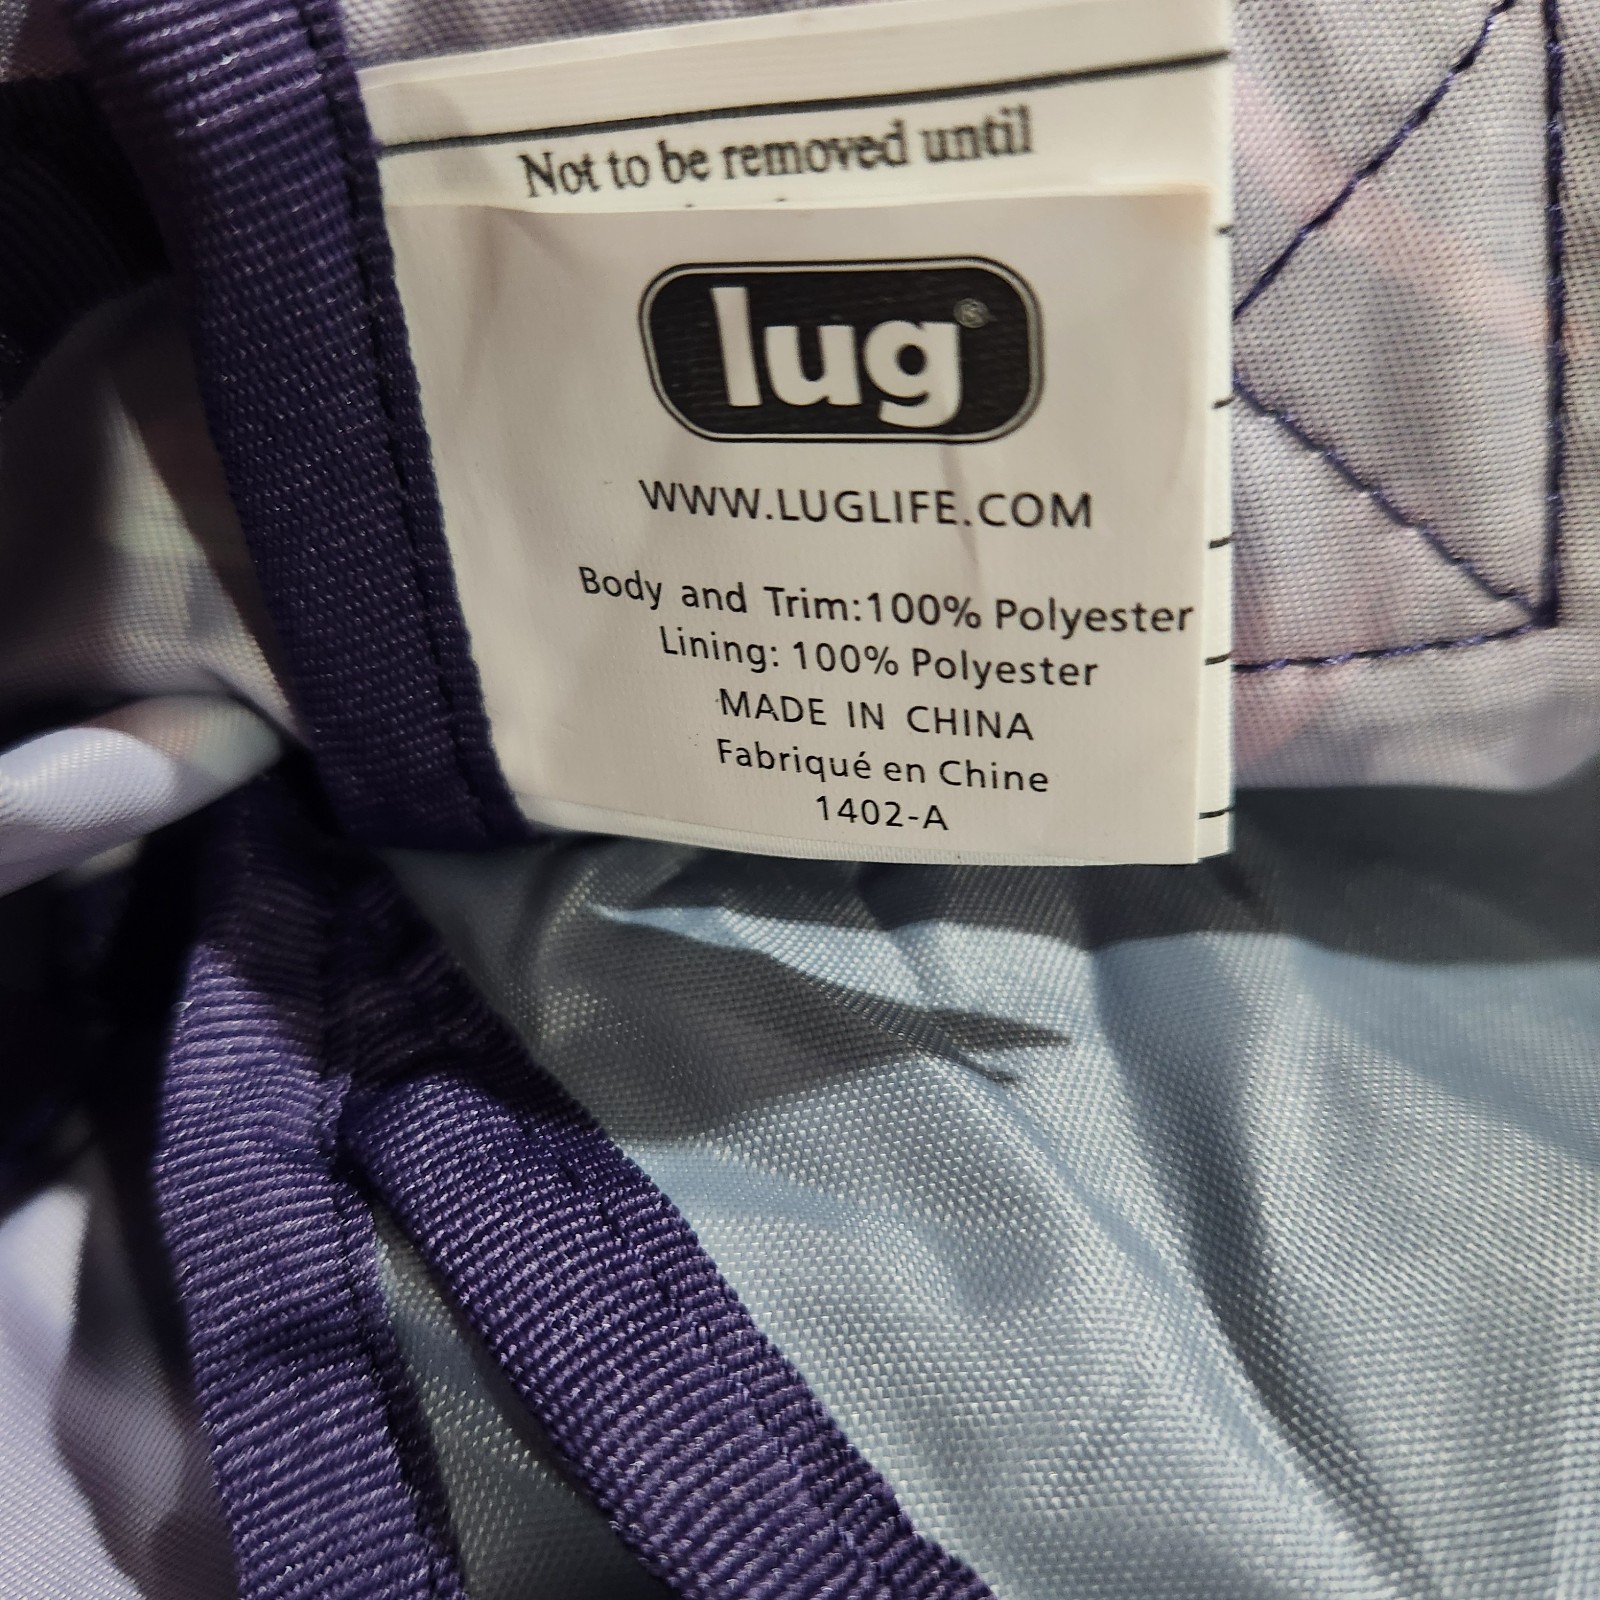 Not to be removed until
lug®
WWW.LUGLIFE.COM
Body and Trim:100% Polyester
Lining: 100% Polyester
MADE IN CHINA
Fabriqué en Chine
1402-A